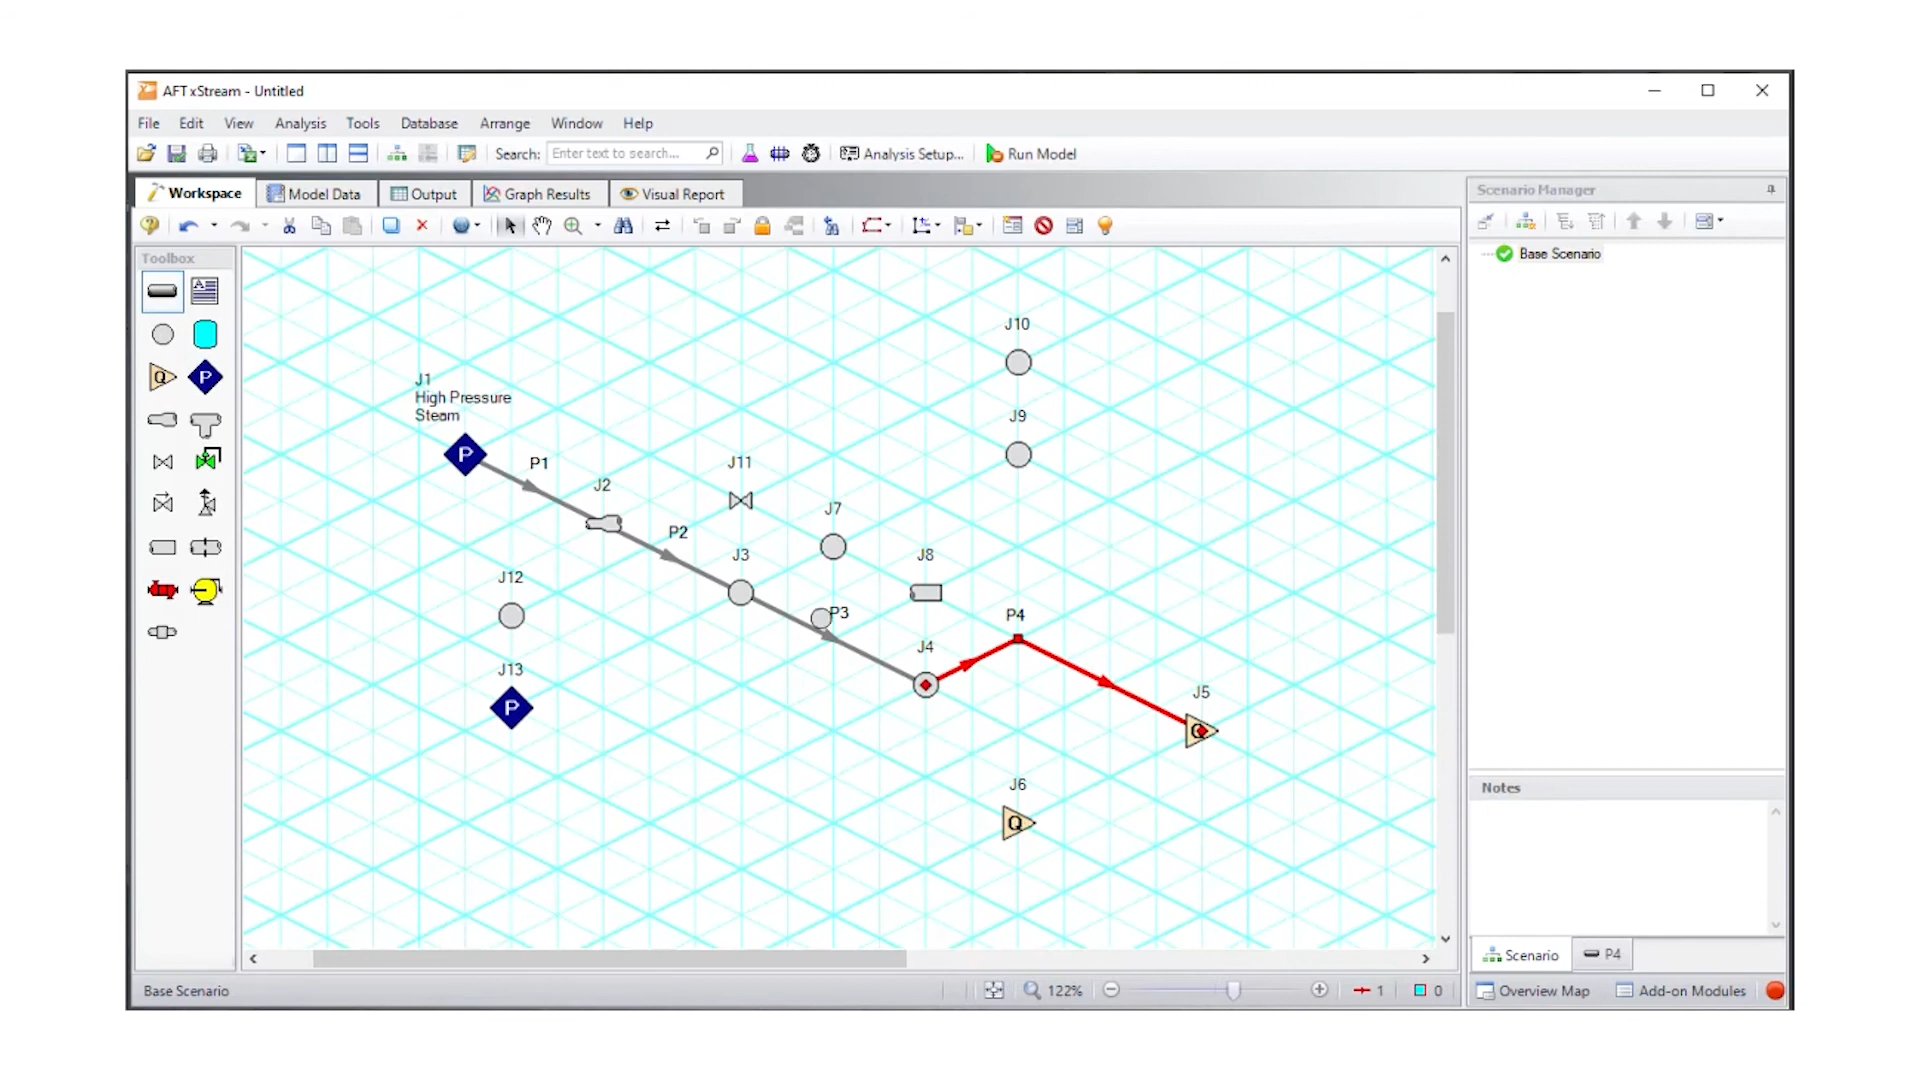 AFT xStream - Untitled
File Edit View Analysis Tools Database Arrange Window Help
Search: Enter text to search... Analysis Setup... Run Model
Workspace Model Data Output Graph Results Visual Report
Scenario Manager
Toolbox
Base Scenario
A
Q P
J10
J1
High Pressure
Steam
J9
P
P1
J11
J2
J7
P2
J3
J8
J12
P3
P4
J4
J13
P
J5
Q
J6
Q
Notes
Scenario P4
Base Scenario 122% 1 0 Overview Map Add-on Modules